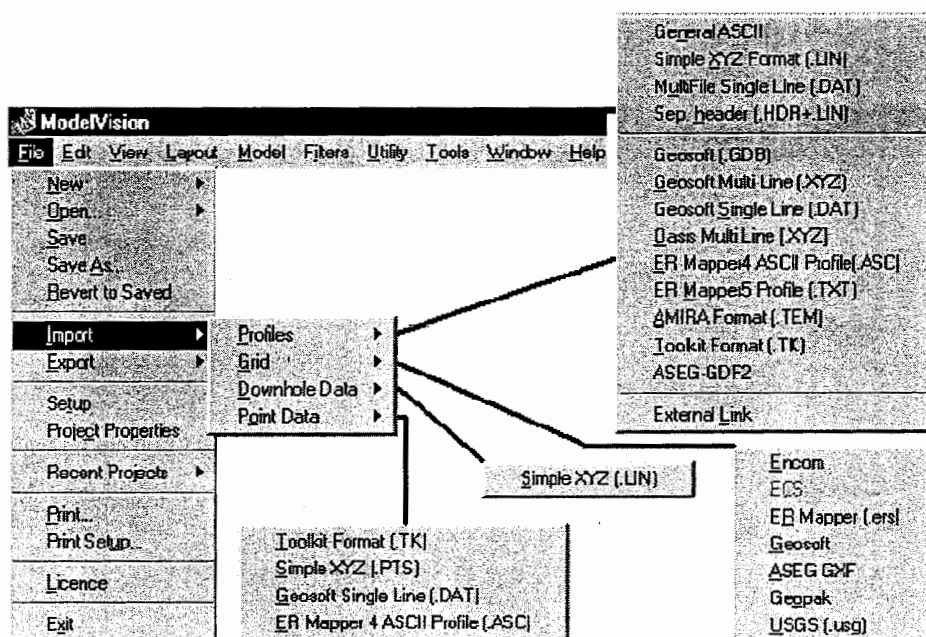 ModelVision
File Edit View Layout Model Filters Utility Tools Window Help
New
Open...
Save
Save As...
Revert to Saved
Import
Export
Setup
Project Properties
Recent Projects
Print...
Print Setup...
Licence
Exit
Profiles
Grid
Downhole Data
Point Data
General ASCII
Simple XYZ Format (.LIN)
MultiFile Single Line (.DAT)
Sep. header (.HDR+.LIN)
Geosoft (.GDB)
Geosoft Multi-Line (.XYZ)
Geosoft Single Line (.DAT)
Oasis Multi Line (.XYZ)
ER Mapper4 ASCII Profile(.ASC)
ER Mapper5 Profile (.TXT)
AMIRA Format (.TEM)
Toolkit Format (.TK)
ASEG-GDF2
External Link
Simple XYZ (.LIN)
Toolkit Format (.TK)
Simple XYZ (.PTS)
Geosoft Single Line (.DAT)
ER Mapper 4 ASCII Profile (.ASC)
Encom
ECS
ER Mapper (.ers)
Geosoft
ASEG GXF
Geopak
USGS (.usg)